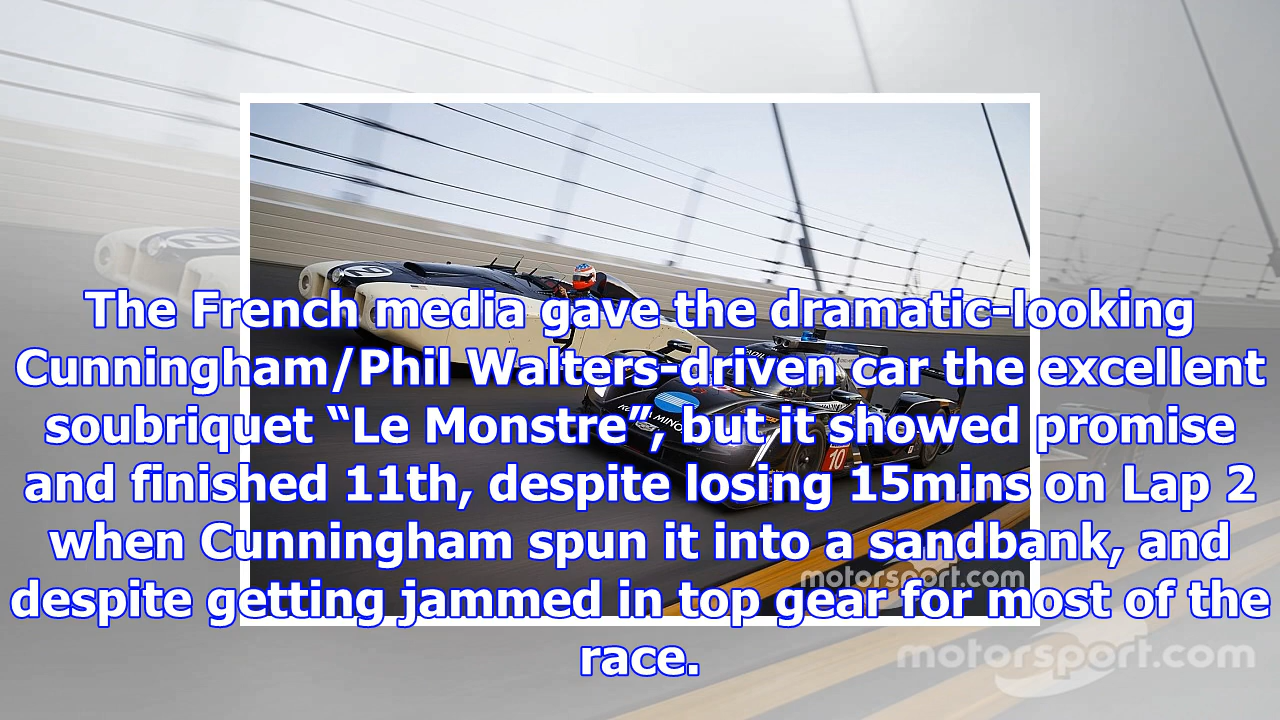 The French media gave the dramatic-looking
Cunningham/Phil Walters-driven car the excellent
soubriquet “Le Monstre”, but it showed promise
and finished 11th, despite losing 15mins on Lap 2
when Cunningham spun it into a sandbank, and
despite getting jammed in top gear for most of the
race.
10
motorsport.com
motorsport.com